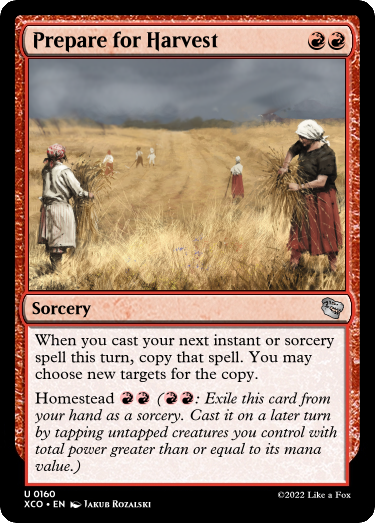 Prepare for Harvest
Sorcery
When you cast your next instant or sorcery
spell this turn, copy that spell. You may
choose new targets for the copy.
Homestead (: Exile this card from
your hand as a sorcery. Cast it on a later turn
by tapping untapped creatures you control with
total power greater than or equal to its mana
value.)
U 0160
XCO • EN Jakub Rozalski
©2022 Like a Fox